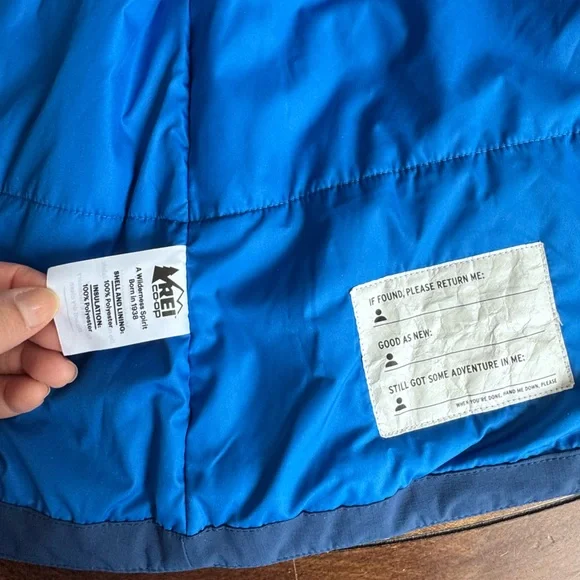 REI
co·op
A Wilderness Spirit
Born in 1938
SHELL AND LINING:
100% Polyester
INSULATION:
100% Polyester
IF FOUND, PLEASE RETURN ME:
GOOD AS NEW:
STILL GOT SOME ADVENTURE IN ME:
WHEN YOU'RE DONE, HAND ME DOWN, PLEASE